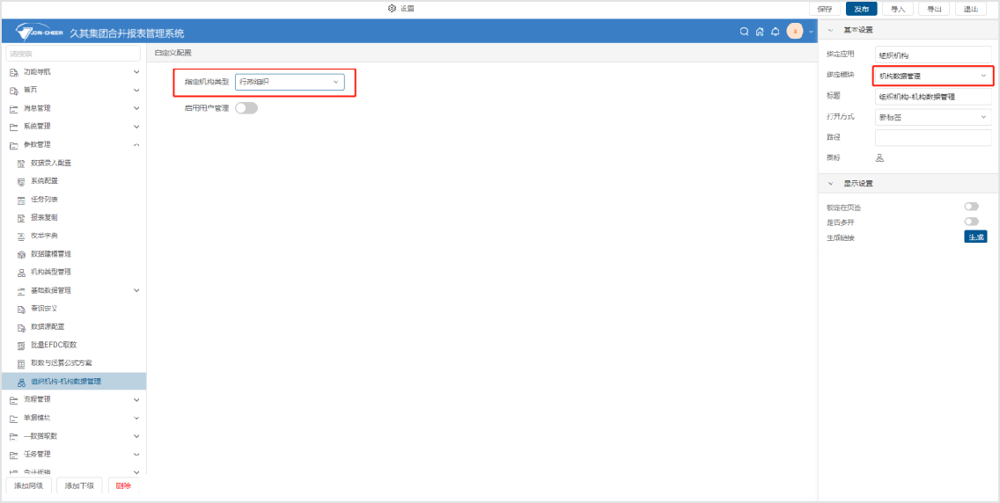 设置
保存
发布
导入
导出
退出
JOIN-CHEER 久其集团合并报表管理系统
请搜索
功能导航
首页
消息管理
系统管理
参数管理
数据录入配置
系统配置
任务列表
报表复制
枚举字典
数据建模管理
机构类型管理
基础数据管理
查询定义
数据源配置
批量EFDC取数
取数与运算公式方案
组织机构-机构数据管理
流程管理
单据模块
一数据取数
任务管理
合并抵销
添加同级
添加下级
删除
自定义配置
指定机构类型
行政组织
启用用户管理
基本设置
绑定应用
组织机构
绑定模块
机构数据管理
标题
组织机构-机构数据管理
打开方式
新标签
路径
图标
显示设置
锁定在页签
是否多开
生成链接
生成